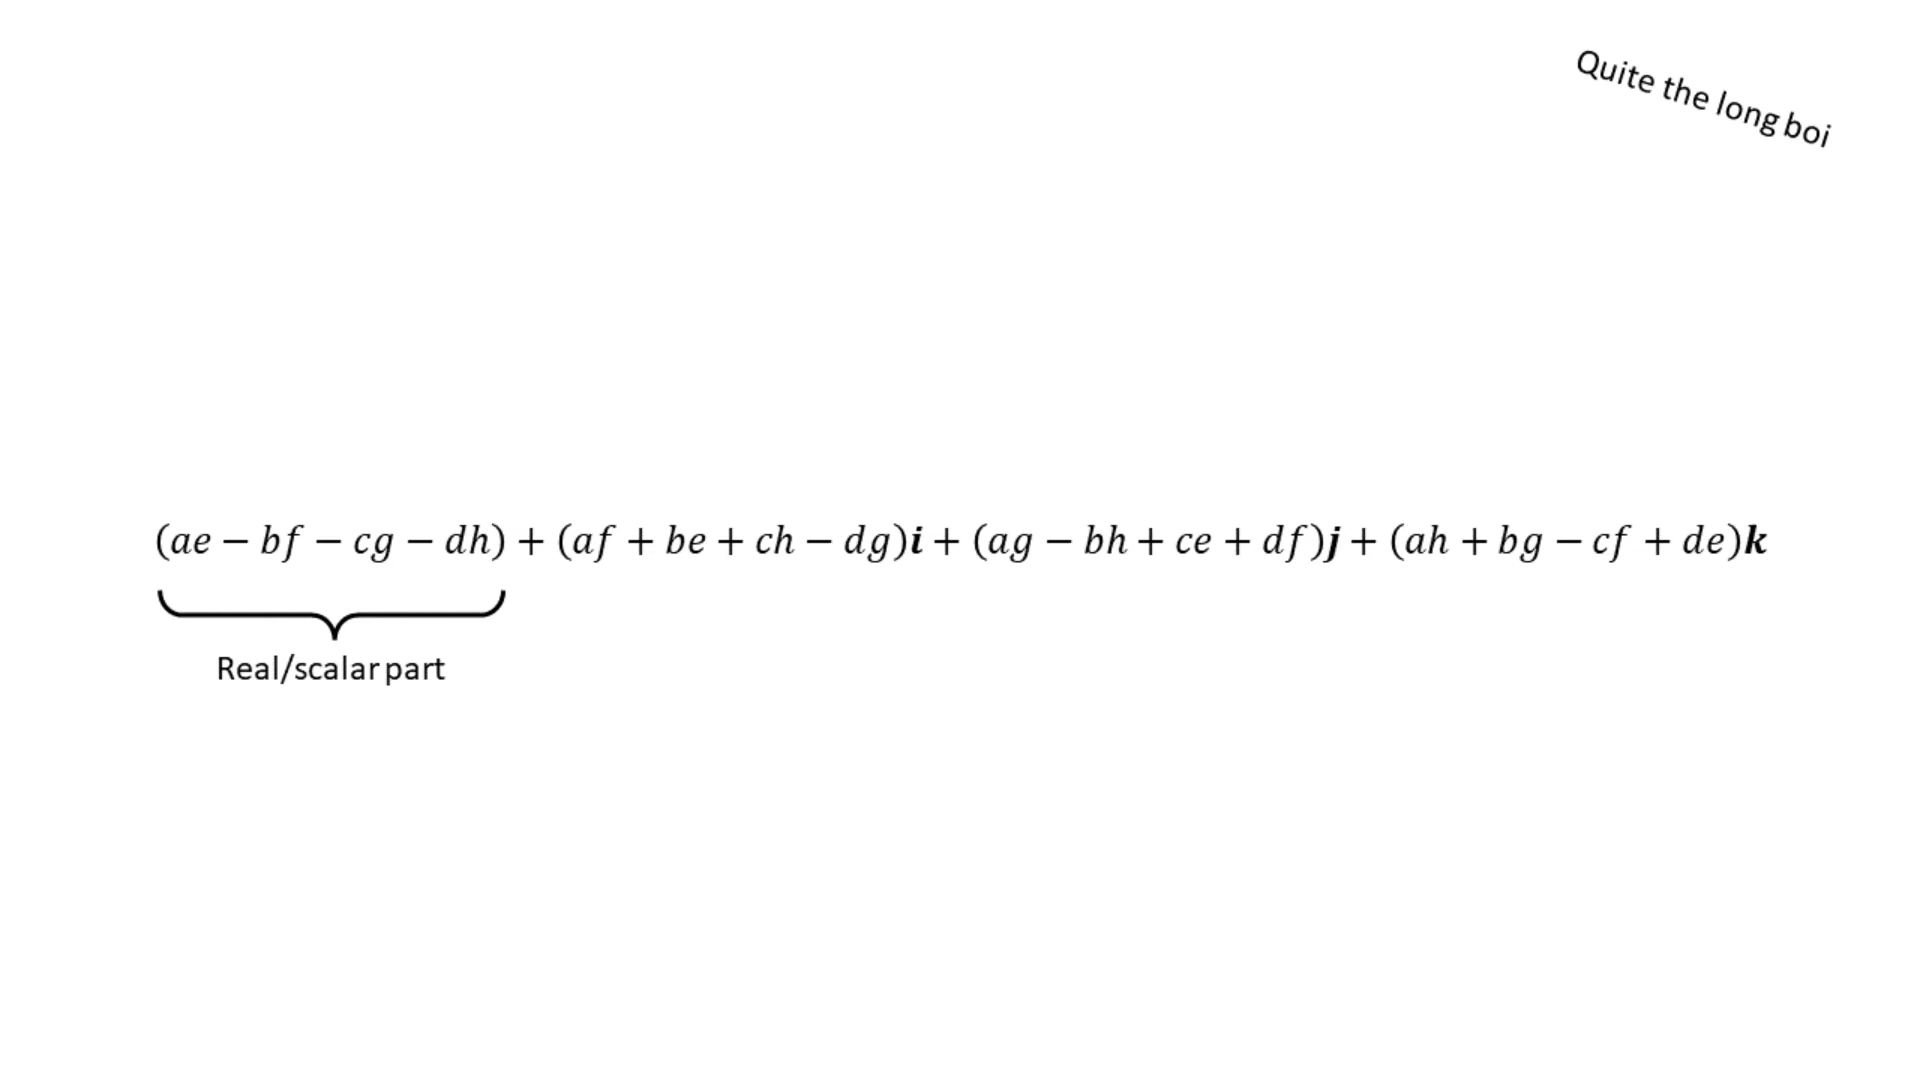 Quite the long boi
(ae − bf − cg − dh) + (af + be + ch − dg)i + (ag − bh + ce + df)j + (ah + bg − cf + de)k
Real/scalar part